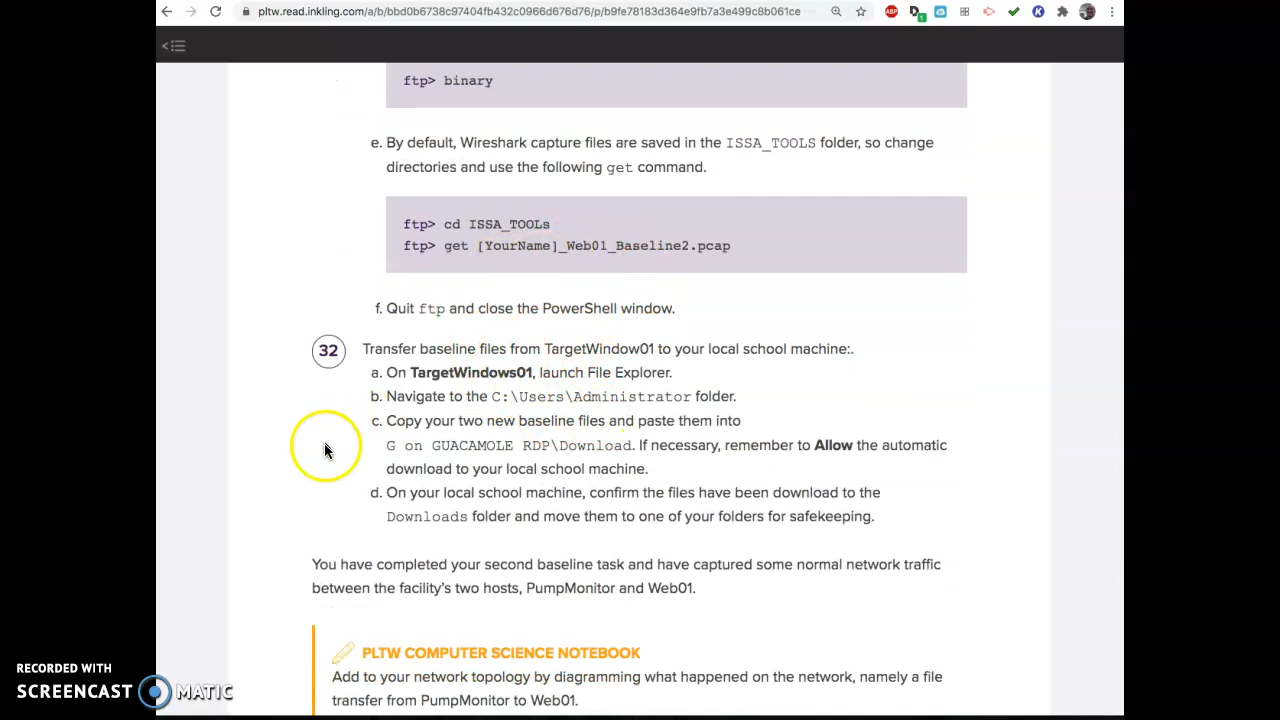 pltw.read.inkling.com/a/b/bbd0b6738c97404fb432c0966d676d76/p/b9fe78183d364e9fb7a3e499c8b061ce
ftp> binary
e. By default, Wireshark capture files are saved in the ISSA_TOOLS folder, so change
directories and use the following get command.
ftp> cd ISSA_TOOLs
ftp> get [YourName]_Web01_Baseline2.pcap
f. Quit ftp and close the PowerShell window.
32 Transfer baseline files from TargetWindow01 to your local school machine:.
a. On TargetWindows01, launch File Explorer.
b. Navigate to the C:\Users\Administrator folder.
c. Copy your two new baseline files and paste them into
G on GUACAMOLE RDP\Download. If necessary, remember to Allow the automatic
download to your local school machine.
d. On your local school machine, confirm the files have been download to the
Downloads folder and move them to one of your folders for safekeeping.
You have completed your second baseline task and have captured some normal network traffic
between the facility's two hosts, PumpMonitor and Web01.
PLTW COMPUTER SCIENCE NOTEBOOK
Add to your network topology by diagramming what happened on the network, namely a file
transfer from PumpMonitor to Web01.
RECORDED WITH
SCREENCAST MATIC